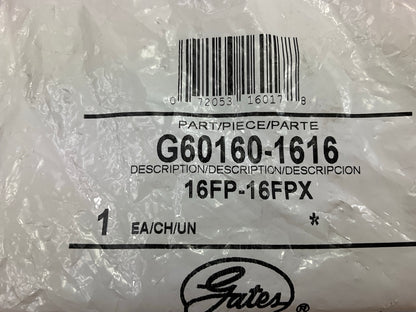 0 72053 16017 8
PART/PIECE/PARTE
G60160-1616
DESCRIPTION/DESCRIPTION/DESCRIPCION
16FP-16FPX
1 EA/CH/UN *
Gates ®